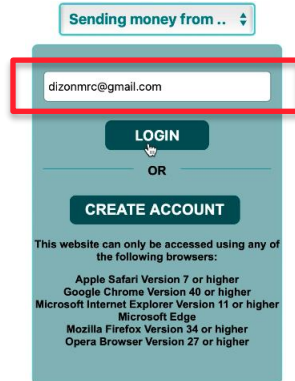 Sending money from ..
dizonmrc@gmail.com
LOGIN
OR
CREATE ACCOUNT
This website can only be accessed using any of
the following browsers:
Apple Safari Version 7 or higher
Google Chrome Version 40 or higher
Microsoft Internet Explorer Version 11 or higher
Microsoft Edge
Mozilla Firefox Version 34 or higher
Opera Browser Version 27 or higher